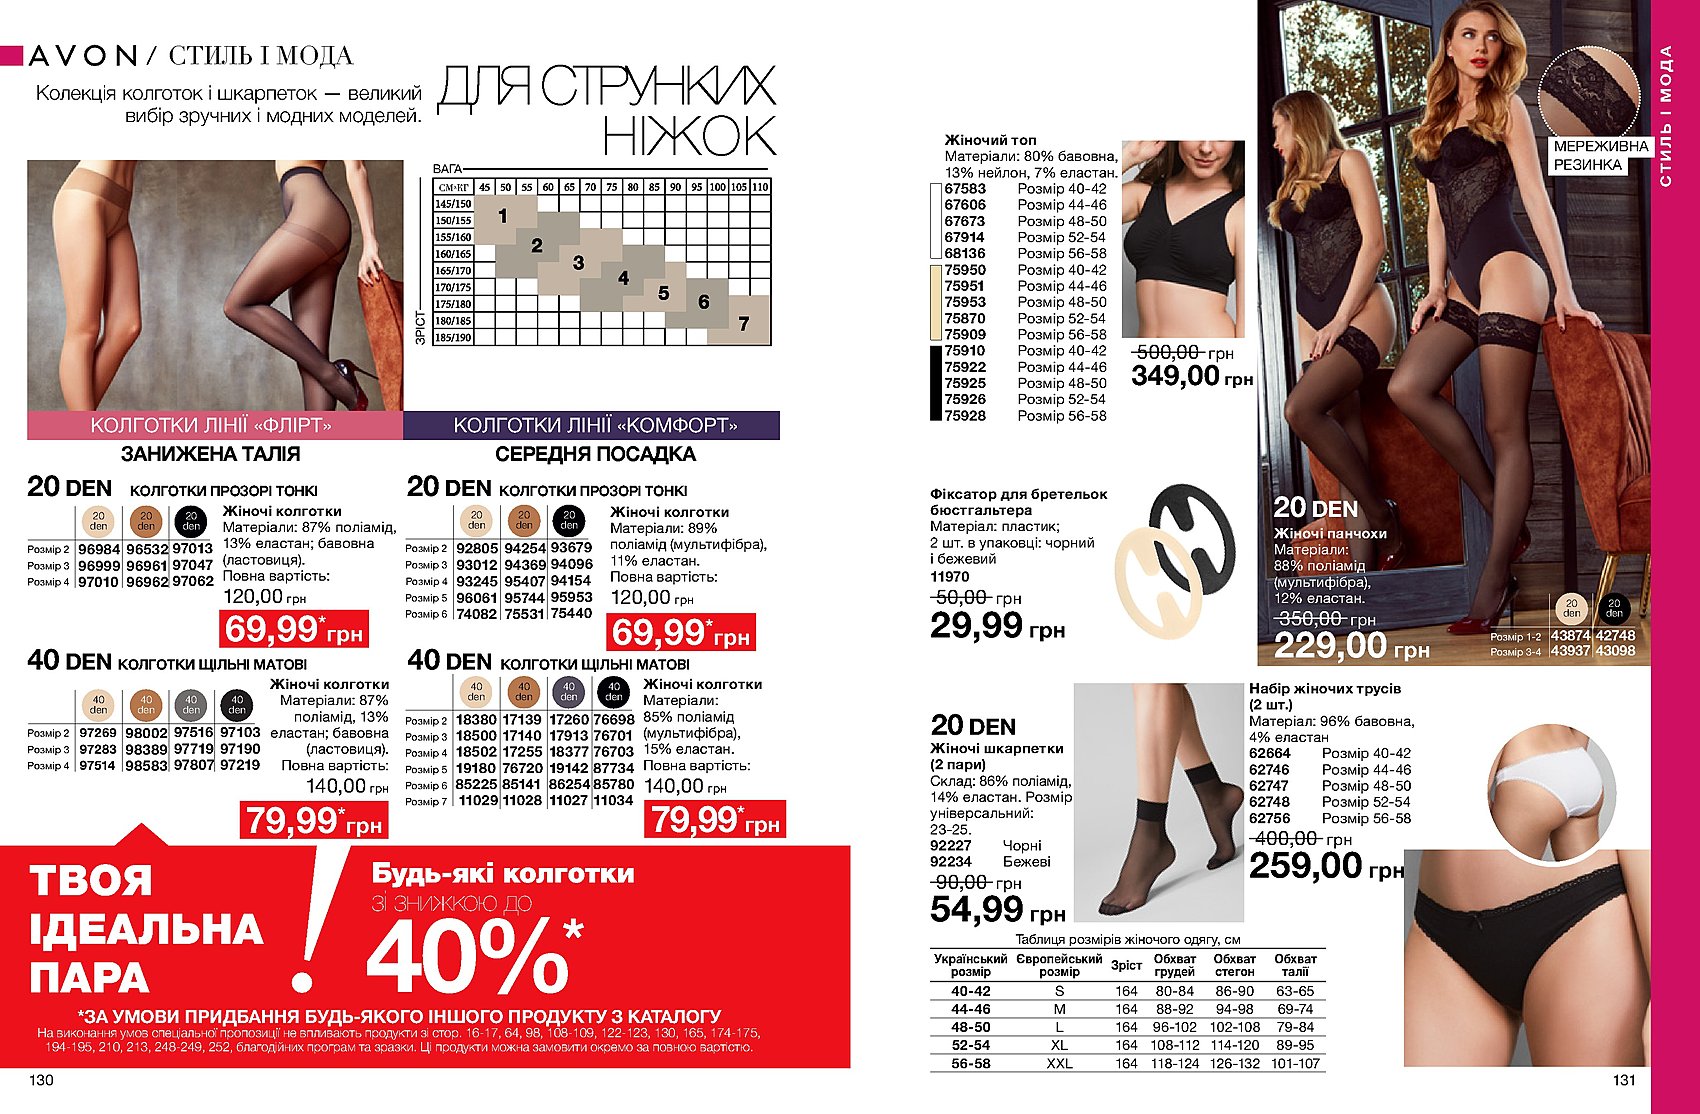 AVON / СТИЛЬ І МОДА
Колекція колготок і шкарпеток — великий
вибір зручних і модних моделей.
ДЛЯ СТРУНКИХ
НІЖОК
ВАГА
СМ•КГ 45 50 55 60 65 70 75 80 85 90 95 100 105 110
145/150
150/155
155/160
160/165
165/170
170/175
175/180
180/185
185/190
1
2
3
4
5
6
7
ЗРІСТ
КОЛГОТКИ ЛІНІЇ «ФЛІРТ»
ЗАНИЖЕНА ТАЛІЯ
20 DEN КОЛГОТКИ ПРОЗОРІ ТОНКІ
20 den 20 den 20 den
Розмір 2 96984 96532 97013
Розмір 3 96999 96961 97047
Розмір 4 97010 96962 97062
Жіночі колготки
Матеріали: 87% поліамід,
13% еластан; бавовна
(ластовиця).
Повна вартість:
120,00 грн
69,99* грн
40 DEN КОЛГОТКИ ЩІЛЬНІ МАТОВІ
40 den 40 den 40 den 40 den
Розмір 2 97269 98002 97516 97103
Розмір 3 97283 98389 97719 97190
Розмір 4 97514 98583 97807 97219
Жіночі колготки
Матеріали: 87%
поліамід, 13%
еластан; бавовна
(ластовиця).
Повна вартість:
140,00 грн
79,99* грн
КОЛГОТКИ ЛІНІЇ «КОМФОРТ»
СЕРЕДНЯ ПОСАДКА
20 DEN КОЛГОТКИ ПРОЗОРІ ТОНКІ
20 den 20 den 20 den
Розмір 2 92805 94254 93679
Розмір 3 93012 94369 94096
Розмір 4 93245 95407 94154
Розмір 5 96061 95744 95953
Розмір 6 74082 75531 75440
Жіночі колготки
Матеріали: 89%
поліамід (мультифібра),
11% еластан.
Повна вартість:
120,00 грн
69,99* грн
40 DEN КОЛГОТКИ ЩІЛЬНІ МАТОВІ
40 den 40 den 40 den 40 den
Розмір 2 18380 17139 17260 76698
Розмір 3 18500 17140 17913 76701
Розмір 4 18502 17255 18377 76703
Розмір 5 19180 76720 19142 87734
Розмір 6 85225 85141 86254 85780
Розмір 7 11029 11028 11027 11034
Жіночі колготки
Матеріали:
85% поліамід
(мультифібра),
15% еластан.
Повна вартість:
140,00 грн
79,99* грн
ТВОЯ
ІДЕАЛЬНА
ПАРА
!
Будь-які колготки
ЗІ ЗНИЖКОЮ ДО
40%*
*ЗА УМОВИ ПРИДБАННЯ БУДЬ-ЯКОГО ІНШОГО ПРОДУКТУ З КАТАЛОГУ
На виконання умов спеціальної пропозиції не впливають продукти зі стор. 16-17, 64, 98, 108-109, 122-123, 130, 165, 174-175,
194-195, 210, 213, 248-249, 252, благодійних програм та зразки. Ці продукти можна замовити окремо за повною вартістю.
130
Жіночий топ
Матеріали: 80% бавовна,
13% нейлон, 7% еластан.
67583 Розмір 40-42
67606 Розмір 44-46
67673 Розмір 48-50
67914 Розмір 52-54
68136 Розмір 56-58
75950 Розмір 40-42
75951 Розмір 44-46
75953 Розмір 48-50
75870 Розмір 52-54
75909 Розмір 56-58
75910 Розмір 40-42
75922 Розмір 44-46
75925 Розмір 48-50
75926 Розмір 52-54
75928 Розмір 56-58
500,00 грн
349,00 грн
Фіксатор для бретельок
бюстгальтера
Матеріал: пластик;
2 шт. в упаковці: чорний
і бежевий
11970
50,00 грн
29,99 грн
МЕРЕЖИВНА
РЕЗИНКА
СТИЛЬ І МОДА
20 DEN
Жіночі панчохи
Матеріали:
88% поліамід
(мультифібра),
12% еластан.
350,00 грн
229,00 грн
20 den 20 den
Розмір 1-2 43874 42748
Розмір 3-4 43937 43098
20 DEN
Жіночі шкарпетки
(2 пари)
Склад: 86% поліамід,
14% еластан. Розмір
універсальний:
23-25.
92227 Чорні
92234 Бежеві
90,00 грн
54,99 грн
Набір жіночих трусів
(2 шт.)
Матеріал: 96% бавовна,
4% еластан
62664 Розмір 40-42
62746 Розмір 44-46
62747 Розмір 48-50
62748 Розмір 52-54
62756 Розмір 56-58
400,00 грн
259,00 грн
Таблиця розмірів жіночого одягу, см
Український розмір Європейський розмір Зріст Обхват грудей Обхват стегон Обхват талії
40-42 S 164 80-84 86-90 63-65
44-46 M 164 88-92 94-98 69-74
48-50 L 164 96-102 102-108 79-84
52-54 XL 164 108-112 114-120 89-95
56-58 XXL 164 118-124 126-132 101-107
131